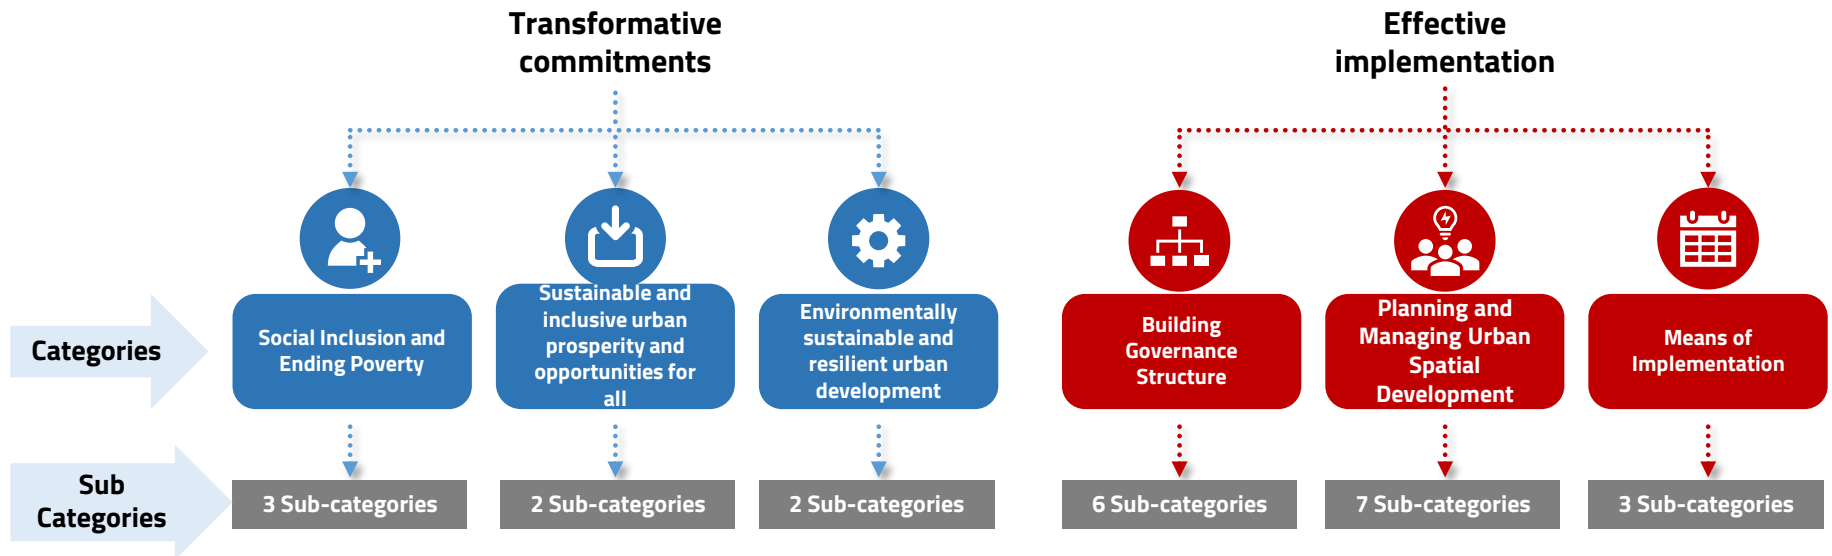 Transformative
commitments
Effective
implementation
Categories
Social Inclusion and
Ending Poverty
Sustainable and
inclusive urban
prosperity and
opportunities for
all
Environmentally
sustainable and
resilient urban
development
Building
Governance
Structure
Planning and
Managing Urban
Spatial
Development
Means of
Implementation
Sub
Categories
3 Sub-categories
2 Sub-categories
2 Sub-categories
6 Sub-categories
7 Sub-categories
3 Sub-categories